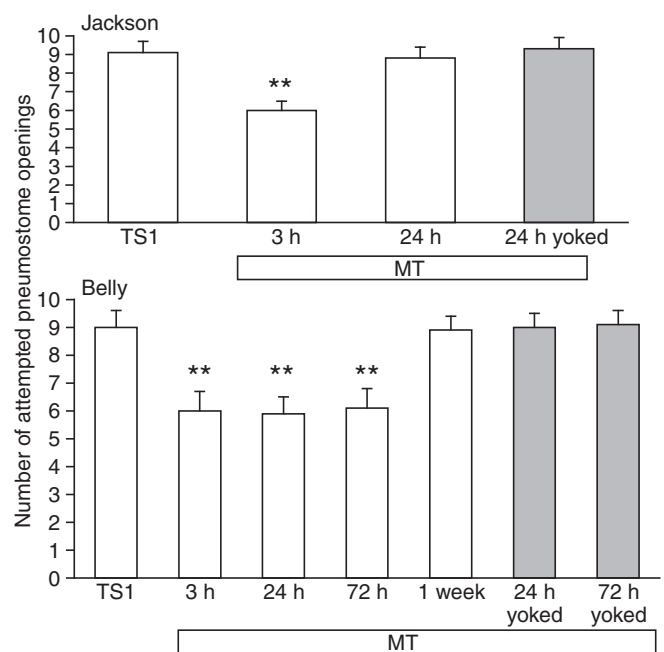 Number of attempted pneumostome openings
Jackson
10
9
8
7
6
5
4
3
2
1
0
**
TS1 3 h 24 h 24 h yoked
MT
Belly
10
9
8
7
6
5
4
3
2
1
0
** ** **
TS1 3 h 24 h 72 h 1 week 24 h 72 h
yoked yoked
MT